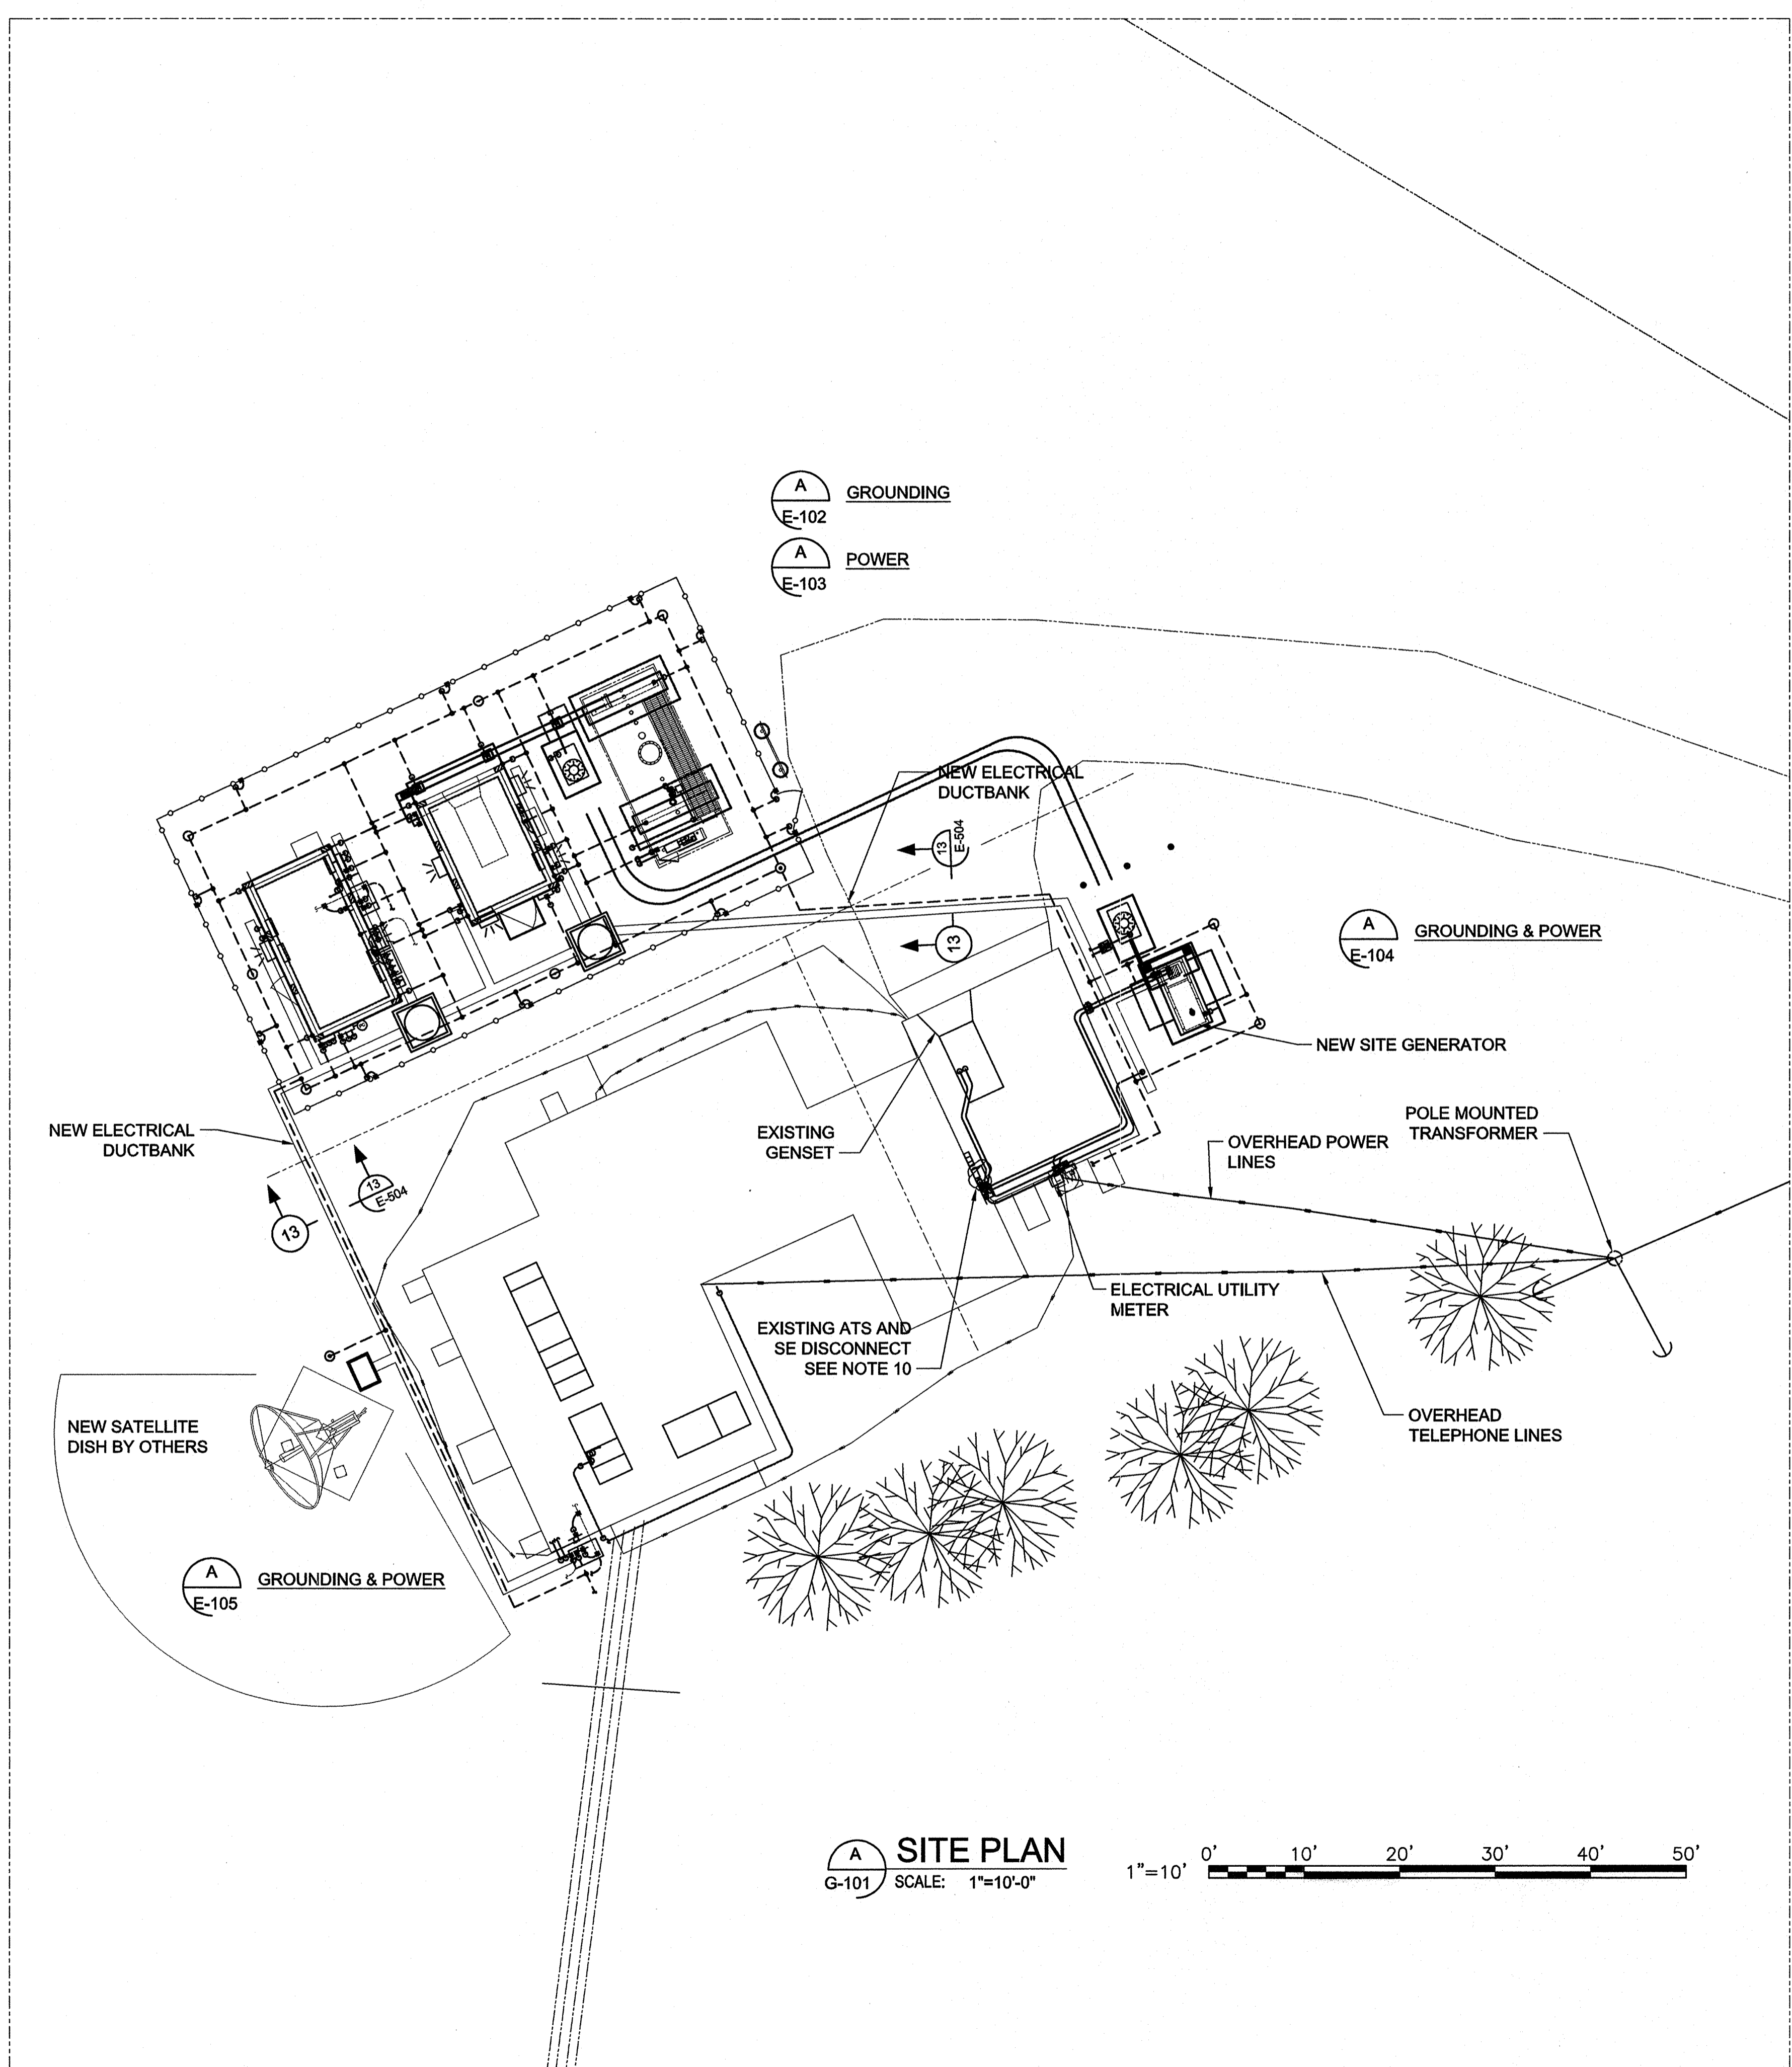 A
E-102
GROUNDING
A
E-103
POWER
NEW ELECTRICAL
DUCTBANK
13
E-504
13
A
E-104
GROUNDING & POWER
NEW SITE GENERATOR
POLE MOUNTED
TRANSFORMER
OVERHEAD POWER
LINES
EXISTING
GENSET
NEW ELECTRICAL
DUCTBANK
13
E-504
13
ELECTRICAL UTILITY
METER
EXISTING ATS AND
SE DISCONNECT
SEE NOTE 10
OVERHEAD
TELEPHONE LINES
NEW SATELLITE
DISH BY OTHERS
A
E-105
GROUNDING & POWER
A
G-101
SITE PLAN
SCALE: 1"=10'-0"
1"=10'
0' 10' 20' 30' 40' 50'